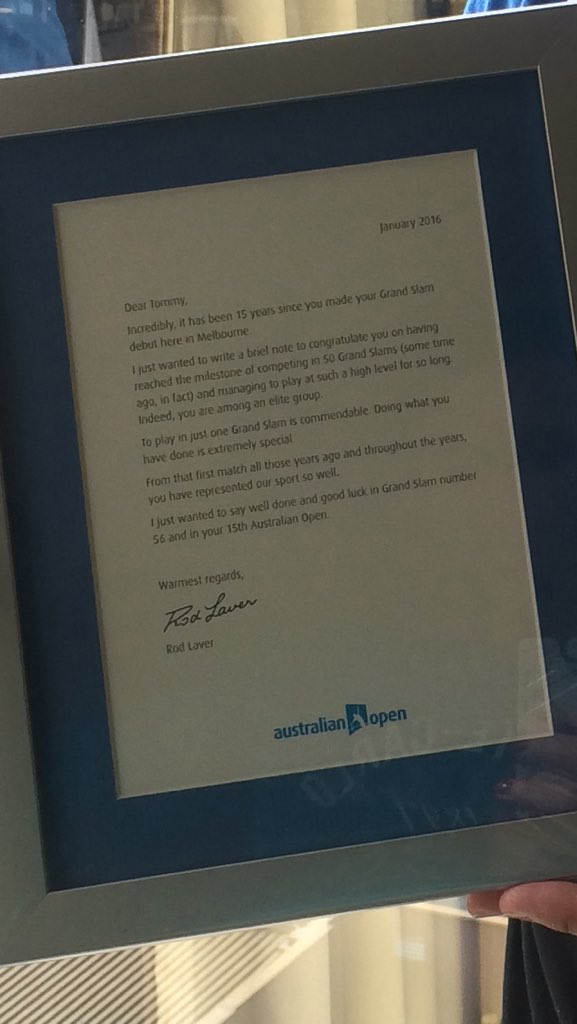 January 2016
Dear Tommy,
Incredibly, it has been 15 years since you made your Grand Slam
debut here in Melbourne.
I just wanted to write a brief note to congratulate you on having
reached the milestone of competing in 50 Grand Slams (some time
ago, in fact) and managing to play at such a high level for so long.
Indeed, you are among an elite group.
To play in just one Grand Slam is commendable. Doing what you
have done is extremely special.
From that first match all those years ago and throughout the years,
you have represented our sport so well.
I just wanted to say well done and good luck in Grand Slam number
56 and in your 15th Australian Open.
Warmest regards,
Rod Laver
Rod Laver
australian open